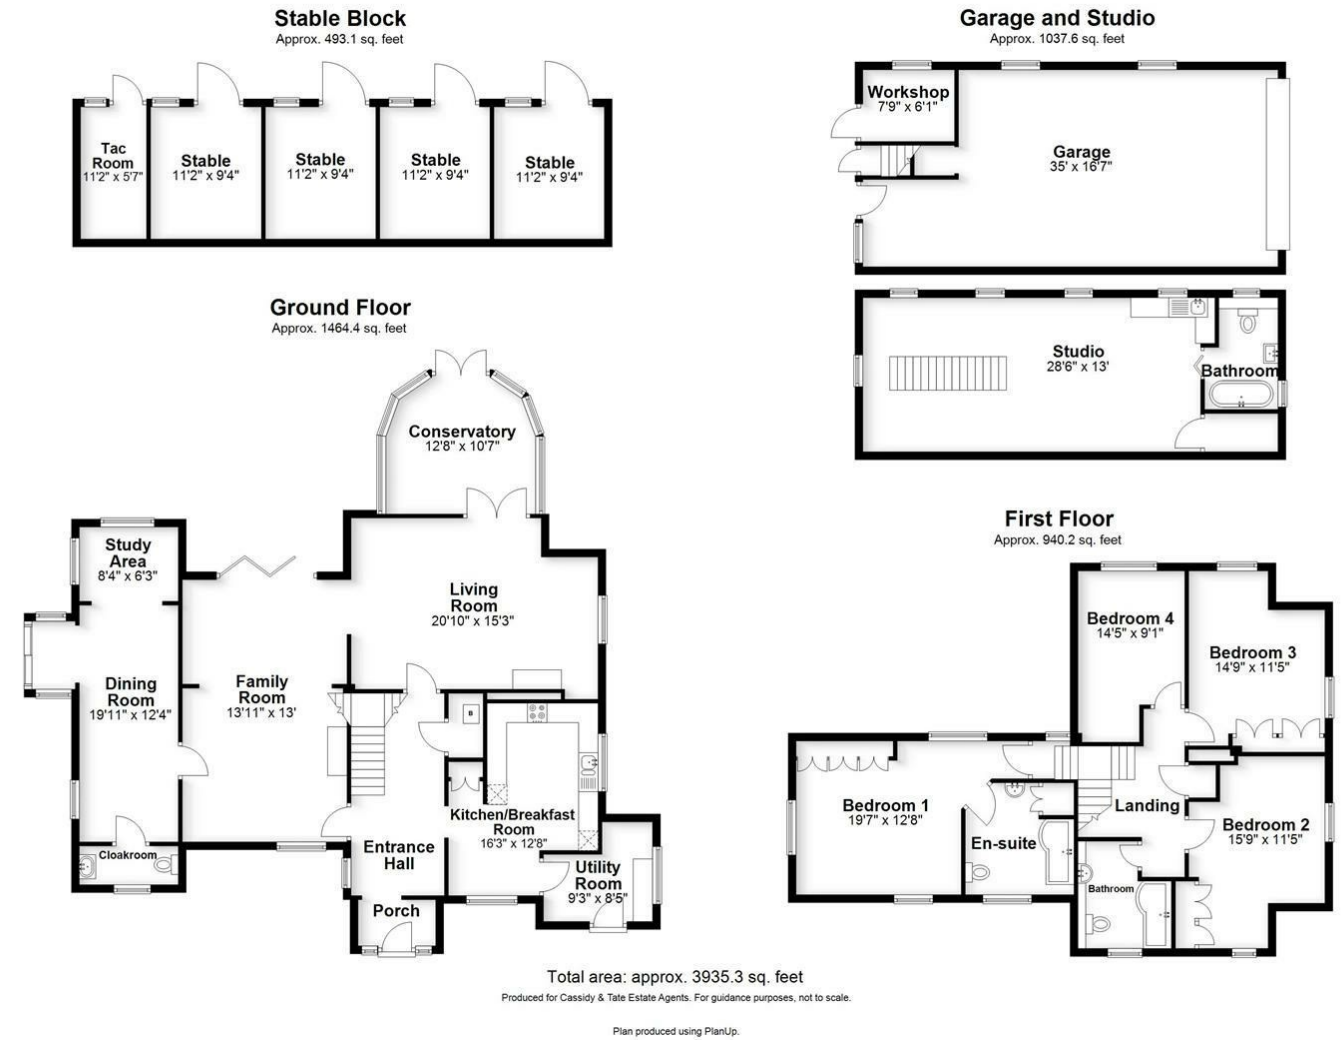 Stable Block
Approx. 493.1 sq. feet
Tac
Room
11'2" x 5'7"
Stable
11'2" x 9'4"
Stable
11'2" x 9'4"
Stable
11'2" x 9'4"
Stable
11'2" x 9'4"
Garage and Studio
Approx. 1037.6 sq. feet
Workshop
7'9" x 6'1"
Garage
35' x 16'7"
Studio
28'6" x 13'
Bathroom
Ground Floor
Approx. 1464.4 sq. feet
Conservatory
12'8" x 10'7"
Study
Area
8'4" x 6'3"
Living
Room
20'10" x 15'3"
Dining
Room
19'11" x 12'4"
Family
Room
13'11" x 13'
B
Kitchen/Breakfast
Room
16'3" x 12'8"
Entrance
Hall
Cloakroom
Utility
Room
9'3" x 8'5"
Porch
First Floor
Approx. 940.2 sq. feet
Bedroom 4
14'5" x 9'1"
Bedroom 3
14'9" x 11'5"
Bedroom 1
19'7" x 12'8"
Landing
Bedroom 2
15'9" x 11'5"
En-suite
Bathroom
Total area: approx. 3935.3 sq. feet
Produced for Cassidy & Tate Estate Agents. For guidance purposes, not to scale.
Plan produced using PlanUp.